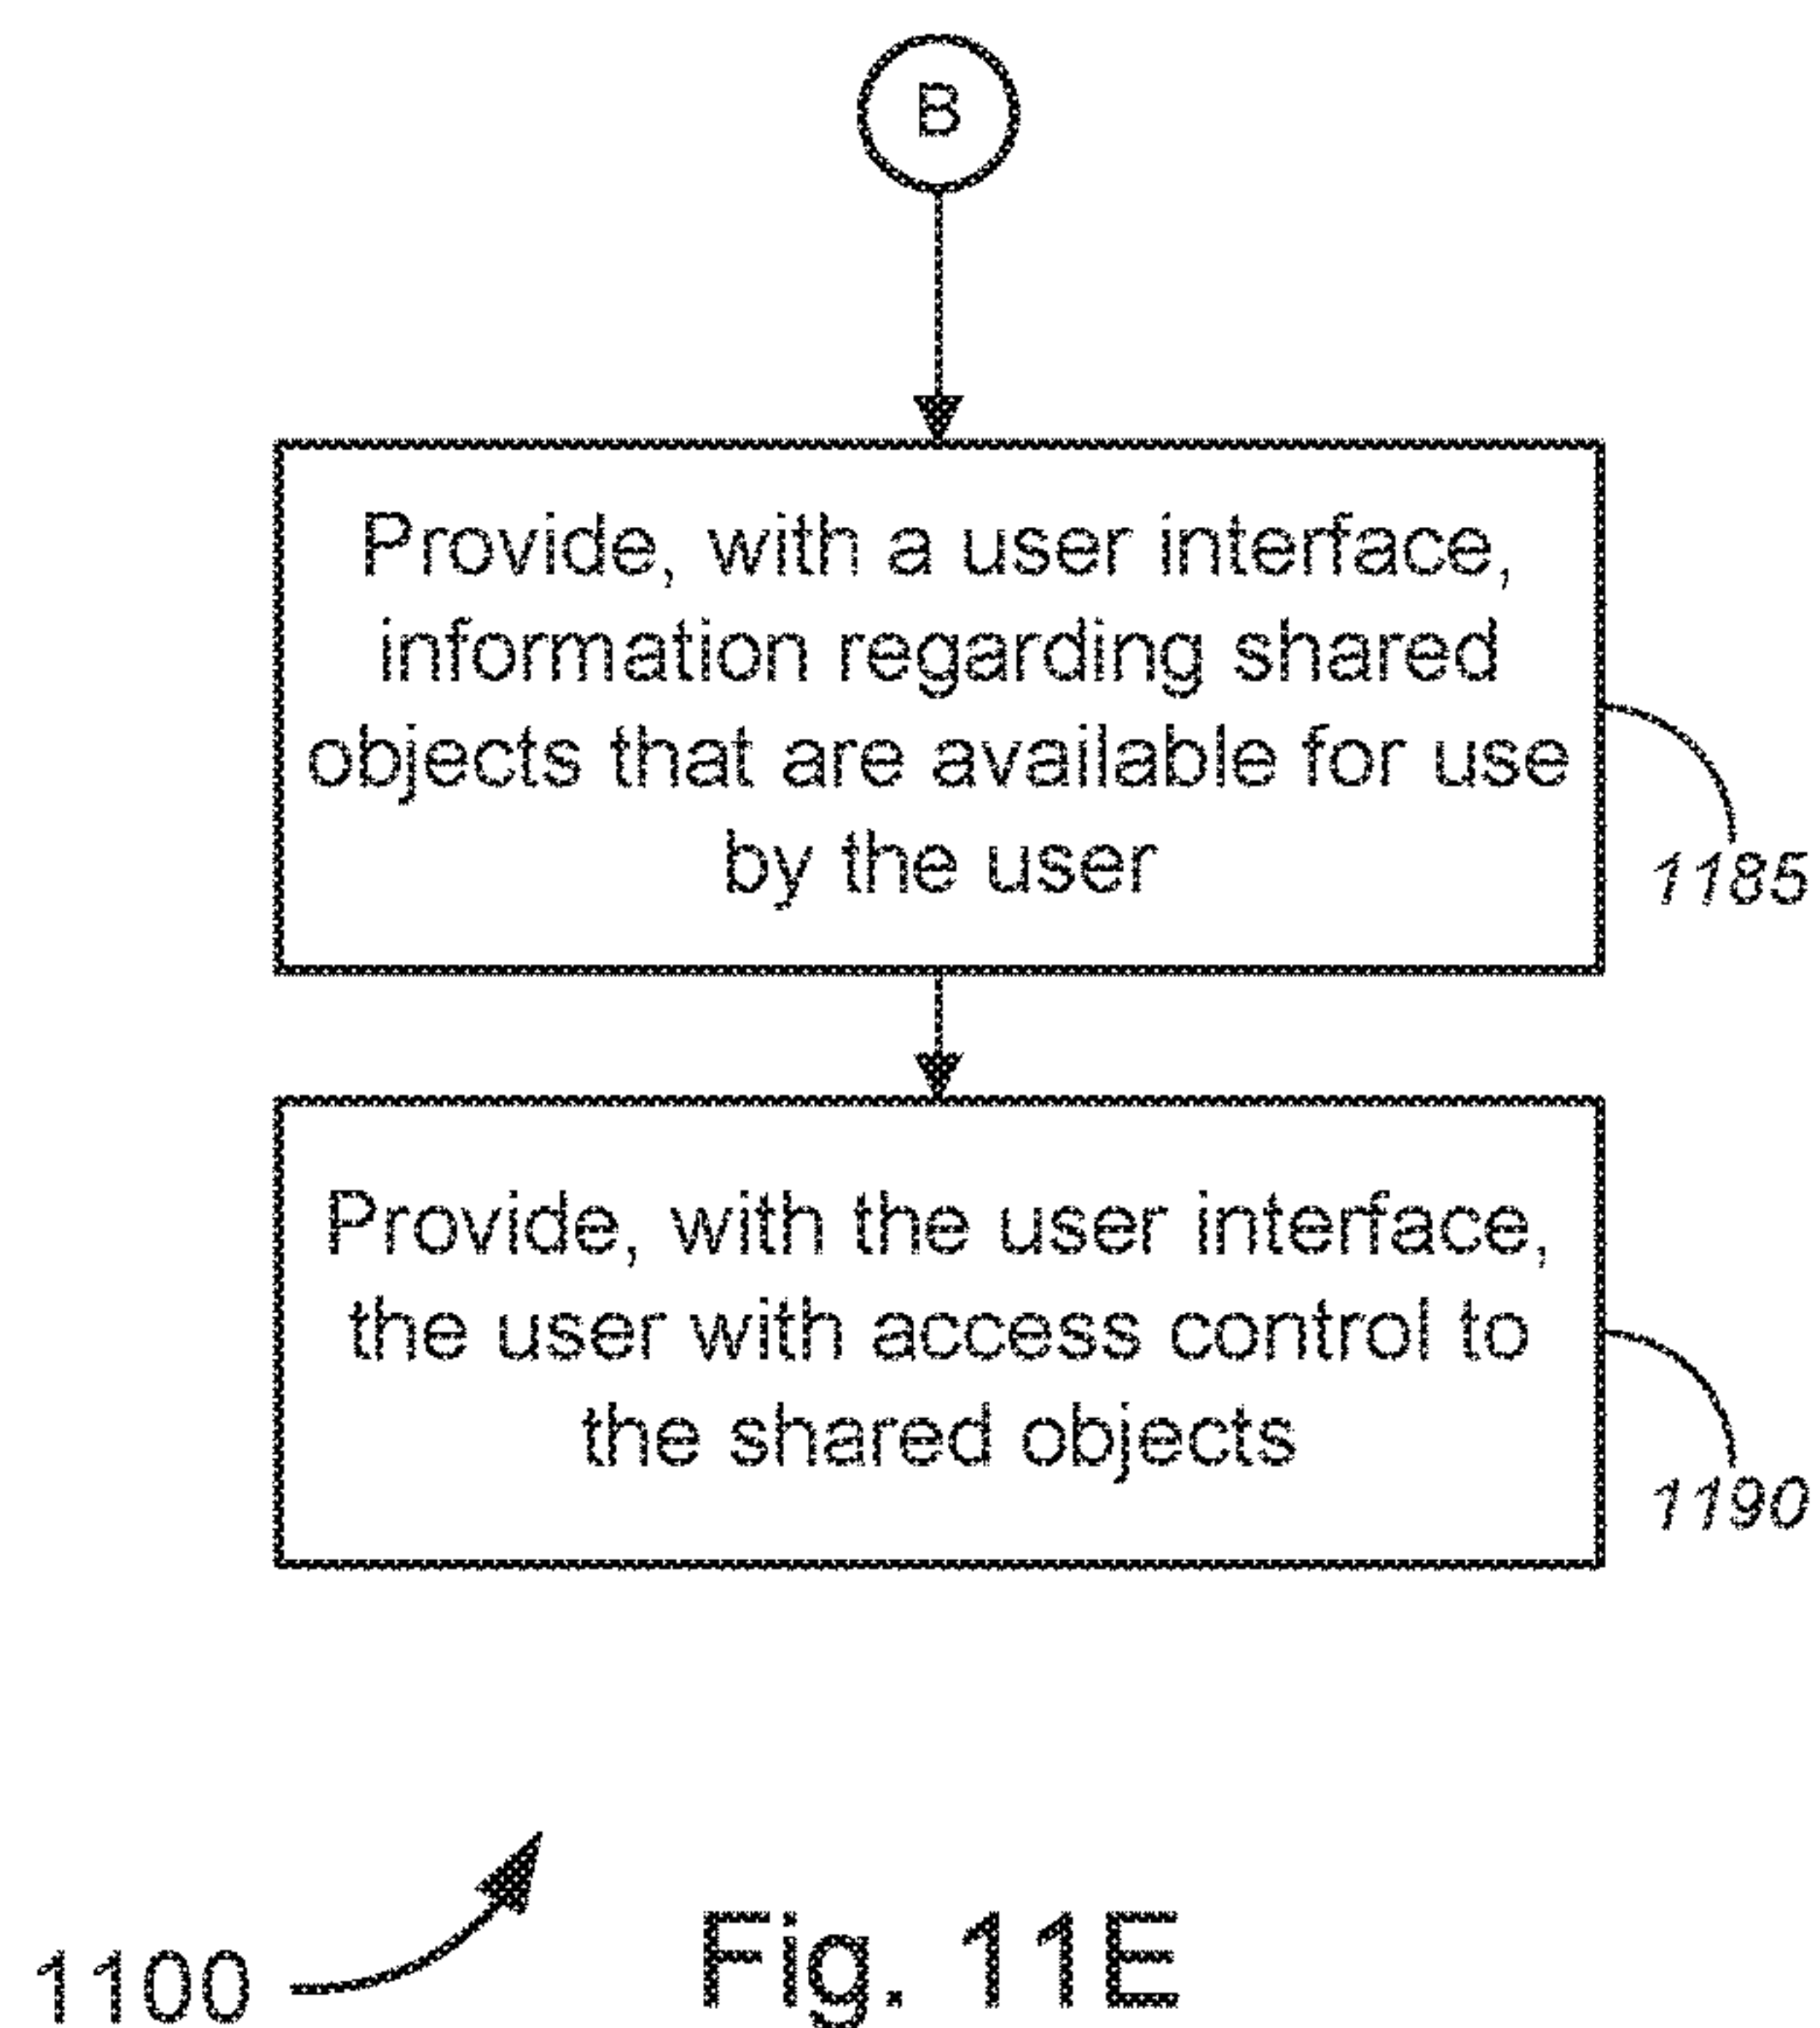 B
Provide, with a user interface,
information regarding shared
objects that are available for use
by the user
1185
Provide, with the user interface,
the user with access control to
the shared objects
1190
1100
Fig. 11E